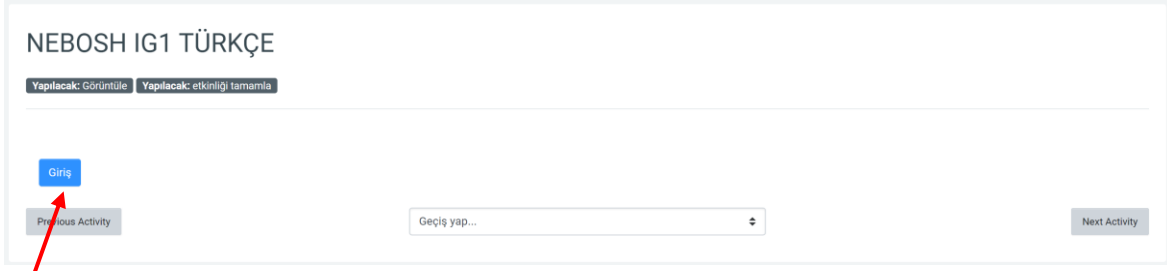 NEBOSH IG1 TÜRKÇE
Yapılacak: Görüntüle Yapılacak: etkinliği tamamla
Giriş
Previous Activity Geçiş yap... Next Activity